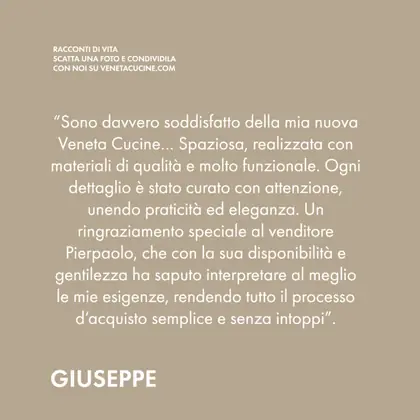 RACCONTI DI VITA
SCATTA UNA FOTO E CONDIVIDILA
CON NOI SU VENETACUCINE.COM
“Sono davvero soddisfatto della mia nuova
Veneta Cucine... Spaziosa, realizzata con
materiali di qualità e molto funzionale. Ogni
dettaglio è stato curato con attenzione,
unendo praticità ed eleganza. Un
ringraziamento speciale al venditore
Pierpaolo, che con la sua disponibilità e
gentilezza ha saputo interpretare al meglio
le mie esigenze, rendendo tutto il processo
d’acquisto semplice e senza intoppi”.
GIUSEPPE